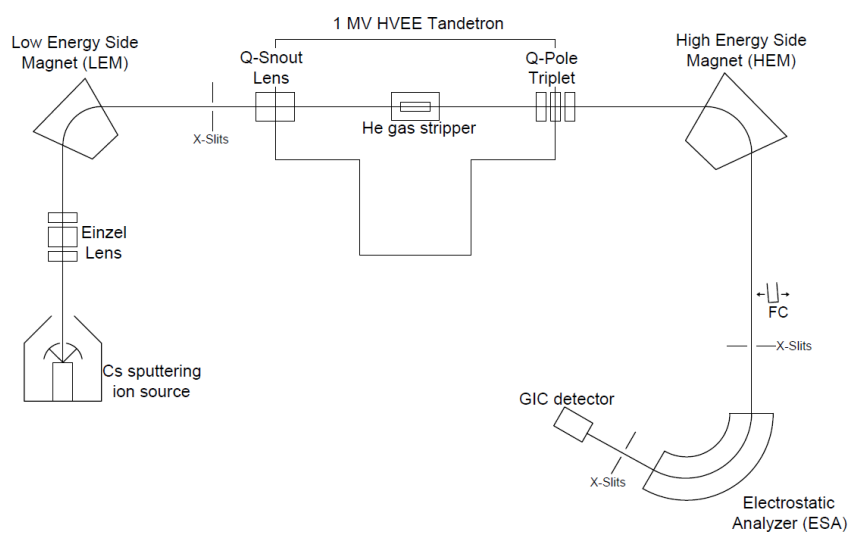 1 MV HVEE Tandetron
Low Energy Side
Magnet (LEM)
Q-Snout
Lens
Q-Pole
Triplet
High Energy Side
Magnet (HEM)
X-Slits
He gas stripper
Einzel
Lens
FC
X-Slits
Cs sputtering
ion source
GIC detector
X-Slits
Electrostatic
Analyzer (ESA)